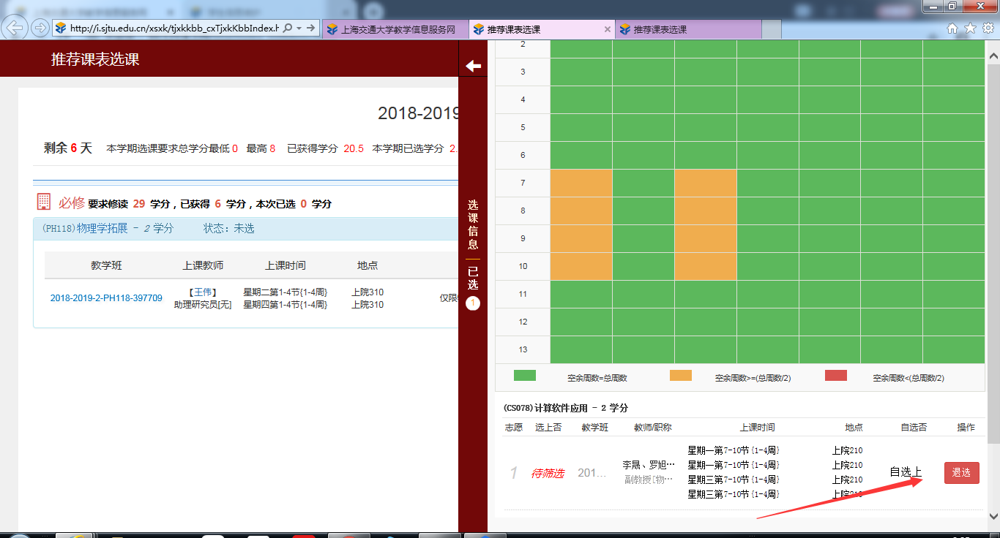 http://i.sjtu.edu.cn/xsxk/tjxkkbb_cxTjxkKbbIndex.h
上海交通大学教学信息服务网
推荐课表选课
推荐课表选课
推荐课表选课
2018-2019
剩余 6 天 本学期选课要求总学分最低 0 最高 8 已获得学分 20.5 本学期已选学分 2.
必修 要求修读 29 学分，已获得 6 学分，本次已选 0 学分
(PH118)物理学拓展 - 2 学分 状态：未选
教学班 上课教师 上课时间 地点
2018-2019-2-PH118-397709 【王伟】 助理研究员[无] 星期二第1-4节{1-4周} 上院310 仅限
星期四第1-4节{1-4周} 上院310
选课信息
已选
1
2
3
4
5
6
7
8
9
10
11
12
13
空余周数=总周数 空余周数>=(总周数/2) 空余周数<(总周数/2)
(CS078)计算软件应用 - 2 学分
志愿 选上否 教学班 教师/职称 上课时间 地点 自选否 操作
1 待筛选 201... 李晟、罗旭… 副教授[物… 自选上 退选
星期一第7-10节{1-4周} 上院210
星期一第7-10节{1-4周} 上院210
星期三第7-10节{1-4周} 上院210
星期三第7-10节{1-4周} 上院210